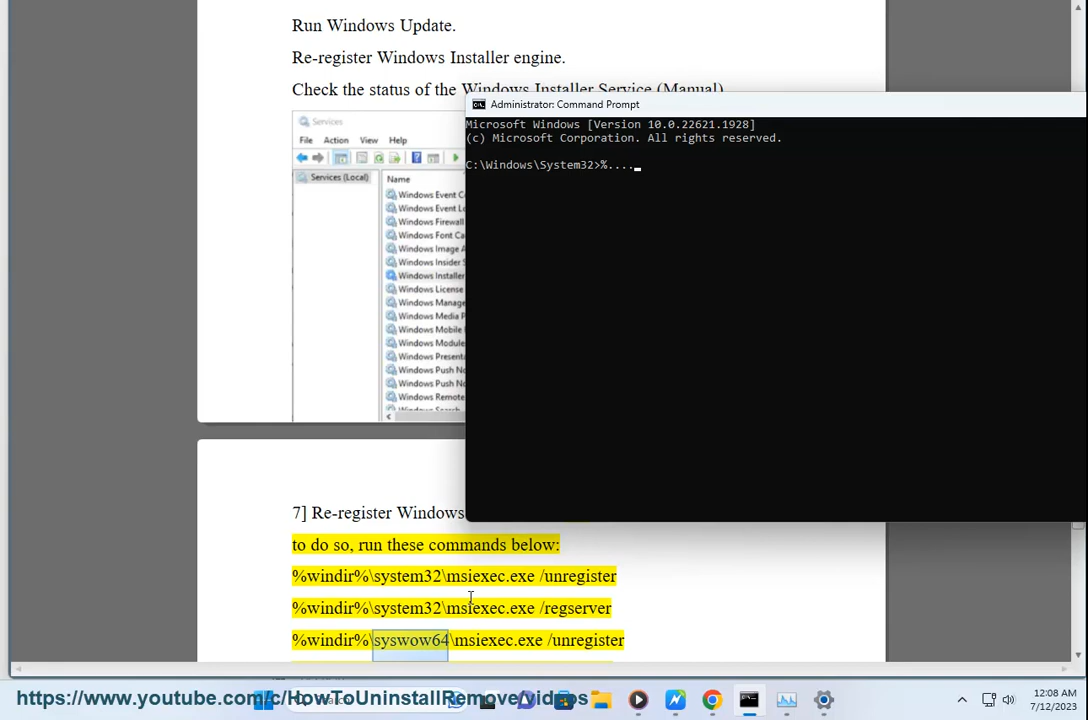 Run Windows Update.
Re-register Windows Installer engine.
Check the status of the Windows Installer Service (Manual)
Services
File Action View Help
Services (Local)
Name
Windows Event C
Windows Event L
Windows Firewall
Windows Font Ca
Windows Image A
Windows Insider S
Windows Installer
Windows License
Windows Manage
Windows Media P
Windows Mobile
Windows Module
Windows Presenta
Windows Push No
Windows Push No
Windows Remote
Windows Search
Administrator: Command Prompt
Microsoft Windows [Version 10.0.22621.1928]
(c) Microsoft Corporation. All rights reserved.
C:\Windows\System32>%....
7] Re-register Windows
to do so, run these commands below:
%windir%\system32\msiexec.exe /unregister
%windir%\system32\msiexec.exe /regserver
%windir%\syswow64\msiexec.exe /unregister
https://www.youtube.com/c/HowToUninstallRemove/videos
12:08 AM
7/12/2023